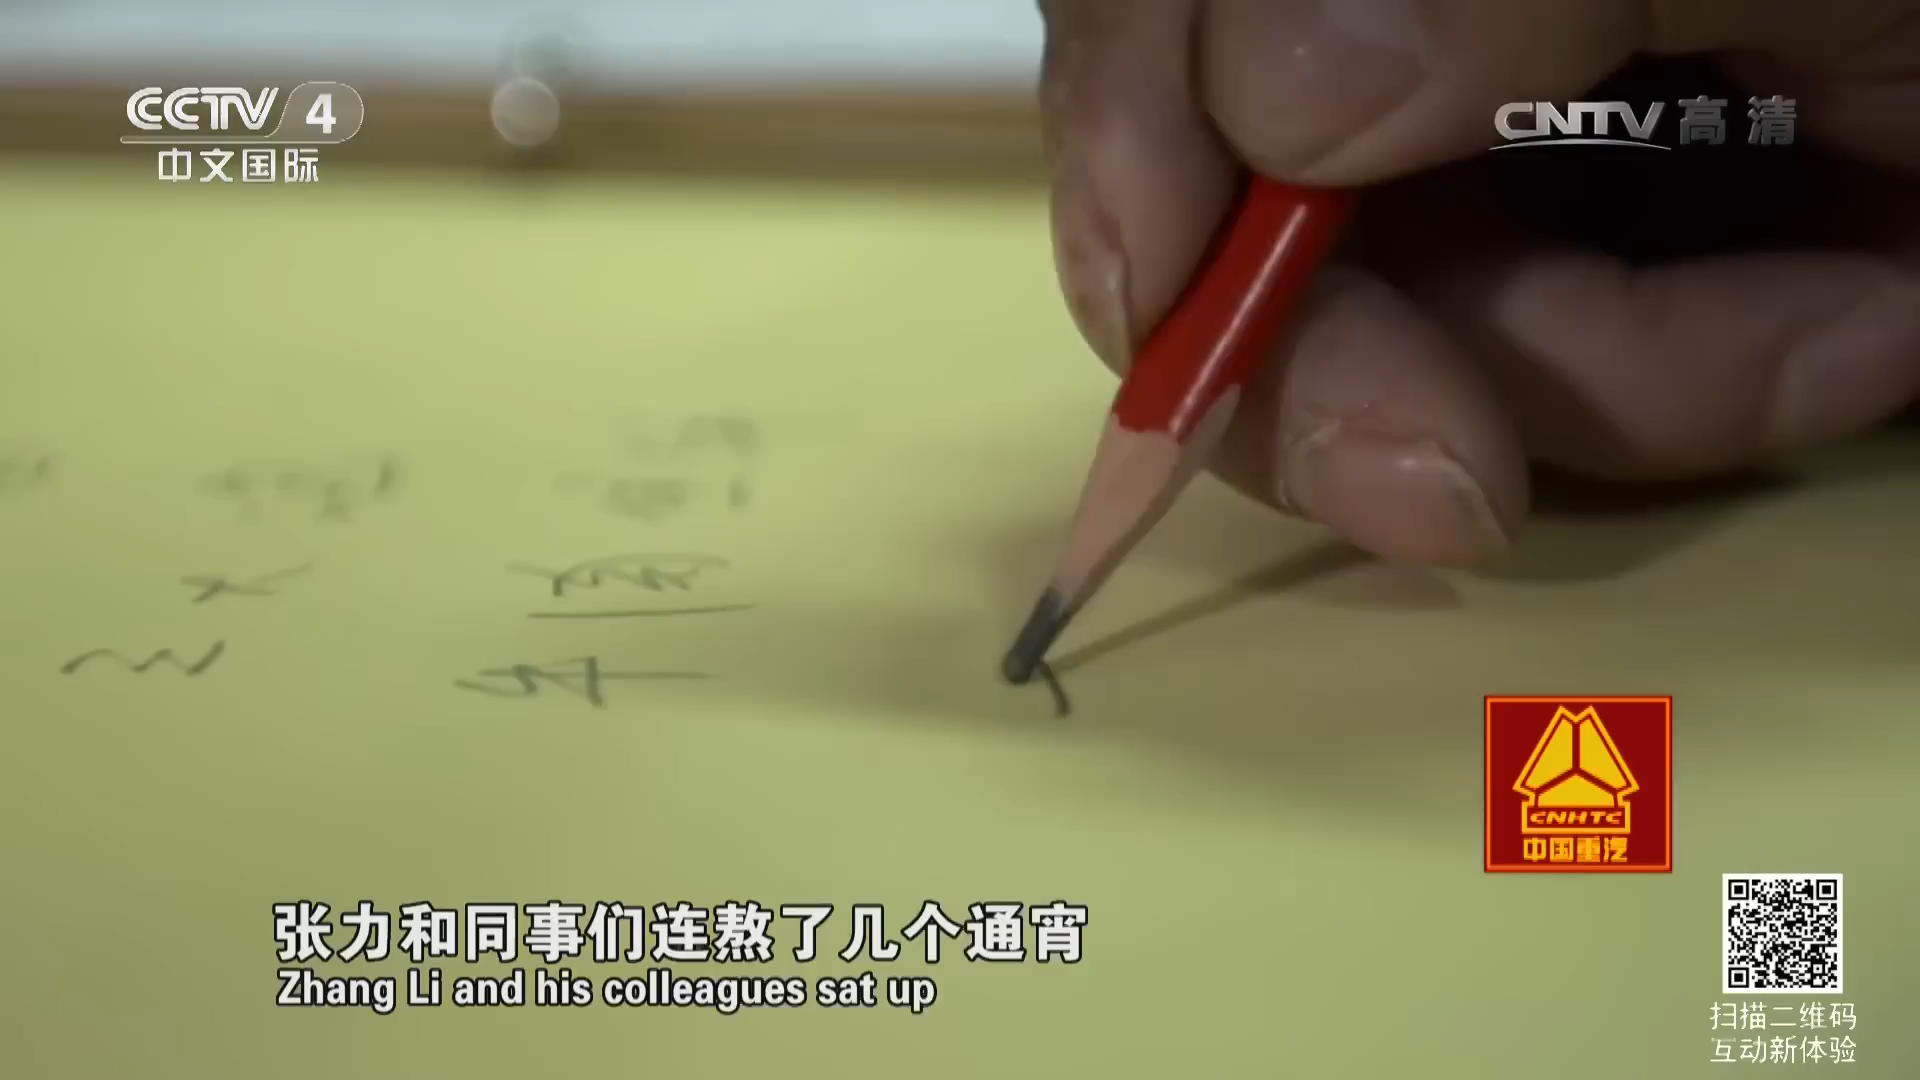 CCTV 4
中文国际
CNTV 高清
CNHTC
中国重汽
张力和同事们连熬了几个通宵
Zhang Li and his colleagues sat up
扫描二维码
互动新体验